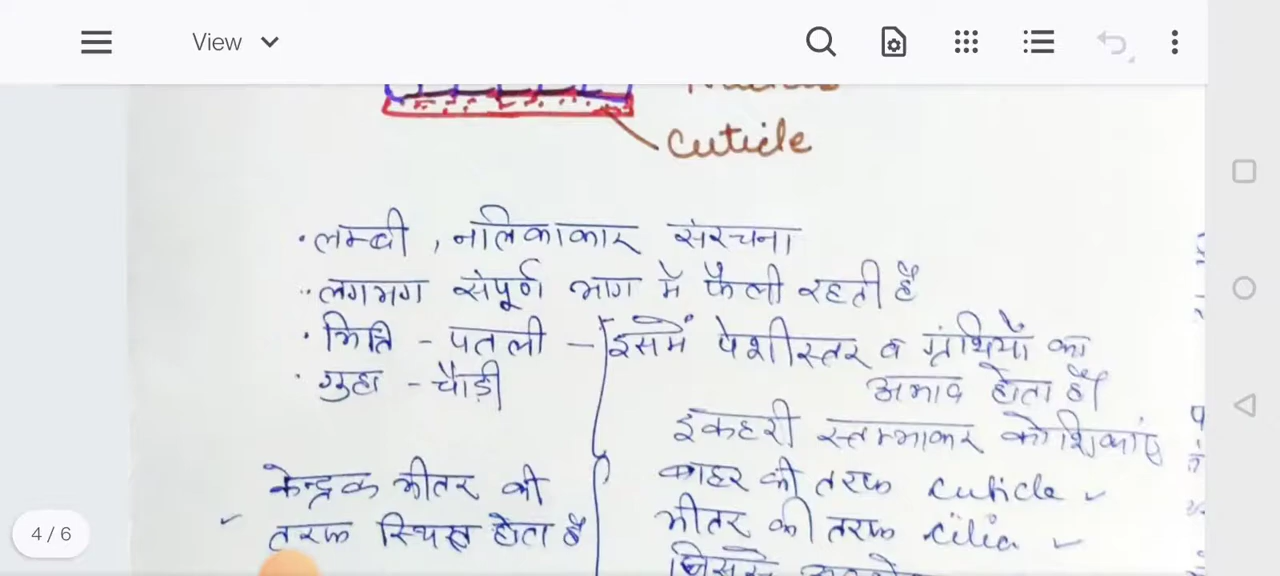 View
Cuticle
• लम्बी , नलिकाकार संरचना
• लगभग संपूर्ण भाग में फैली रहती है
• भित्ति - पतली - इसमें पेशीस्तर व ग्रंथियों का
अभाव होता है।
• गुहा - चौड़ी
इकहरी स्तम्भाकार कोशिकाएं
केन्द्रक भीतर की
तरफ स्थित होता है
बाहर की तरफ cuticle
भीतर की तरफ cilia
जिससे
4 / 6